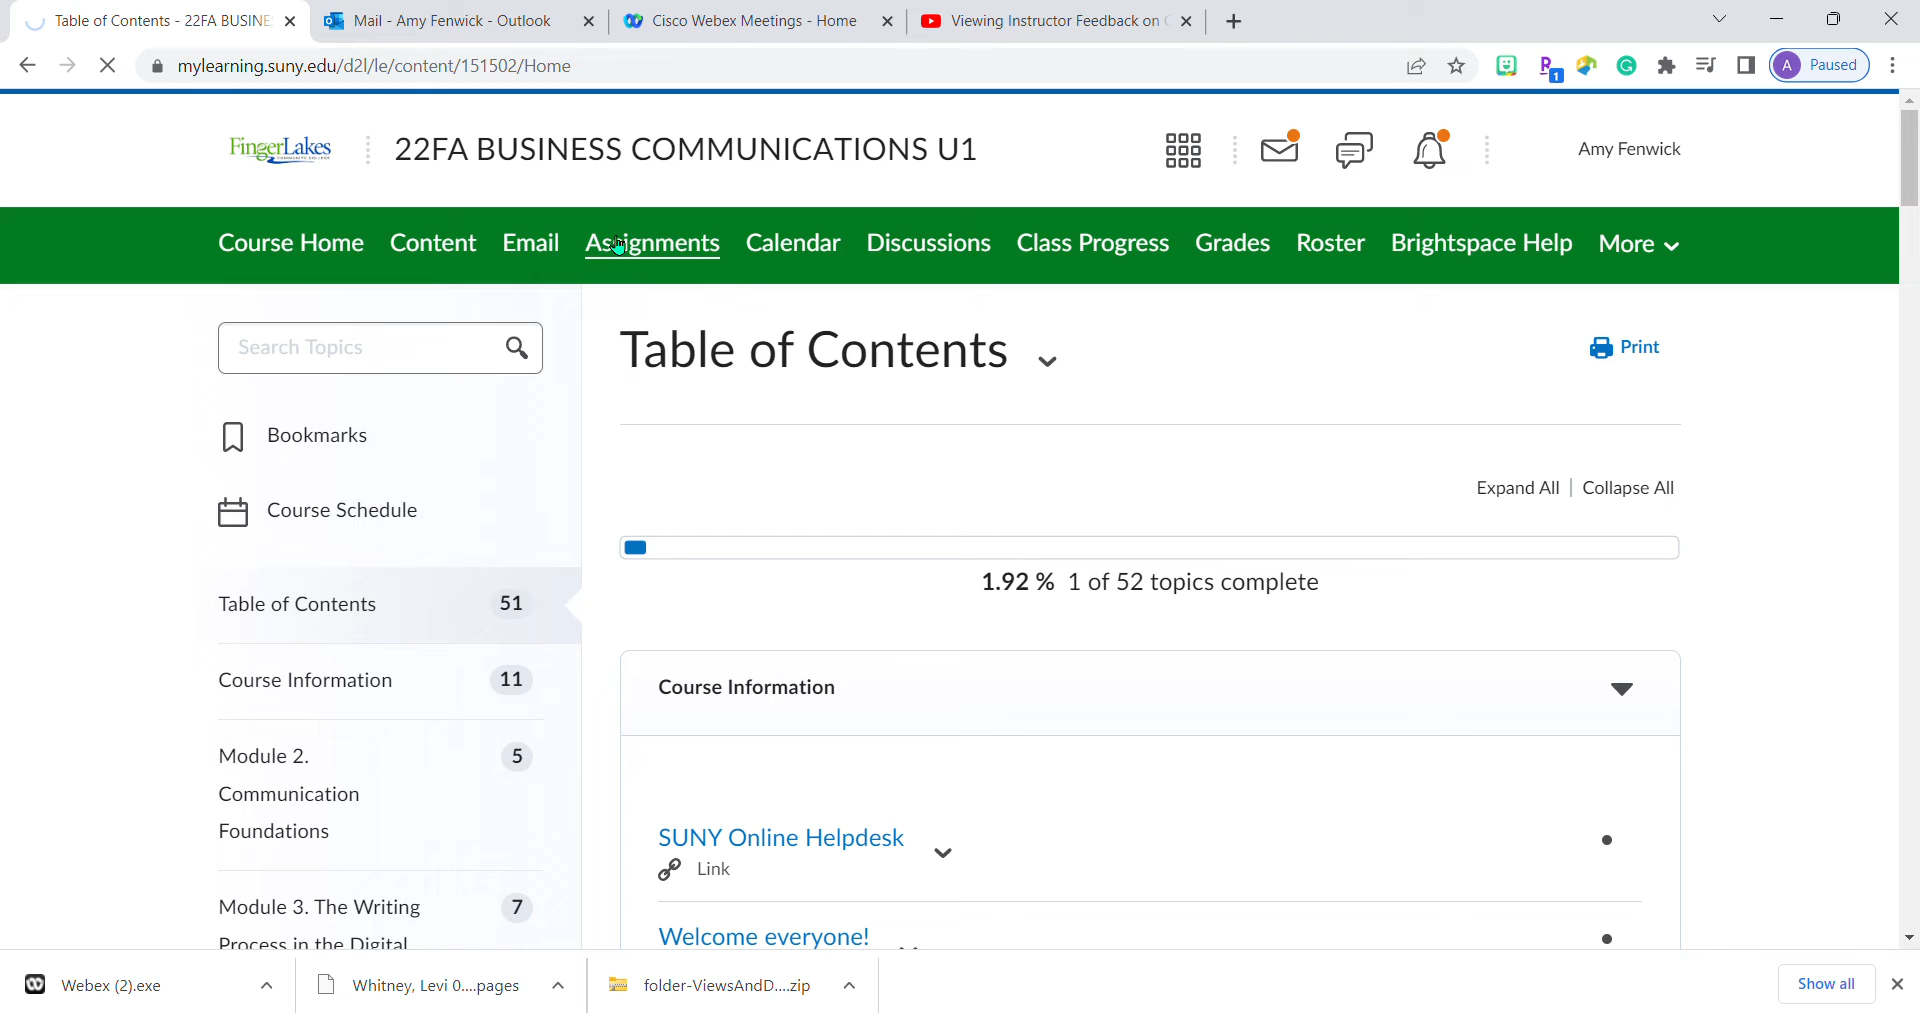 Table of Contents - 22FA BUSINE
Mail - Amy Fenwick - Outlook
Cisco Webex Meetings - Home
Viewing Instructor Feedback on
mylearning.suny.edu/d2l/le/content/151502/Home
1
A Paused
FingerLakes
COMMUNITY COLLEGE
22FA BUSINESS COMMUNICATIONS U1
Amy Fenwick
Course Home Content Email Assignments Calendar Discussions Class Progress Grades Roster Brightspace Help More
Search Topics
Table of Contents
Print
Bookmarks
Expand All | Collapse All
Course Schedule
1.92 % 1 of 52 topics complete
Table of Contents 51
Course Information 11
Course Information
Module 2. 5
Communication
Foundations
SUNY Online Helpdesk
Link
Module 3. The Writing 7
Process in the Digital
Welcome everyone!
Webex (2).exe
Whitney, Levi 0....pages
folder-ViewsAndD....zip
Show all